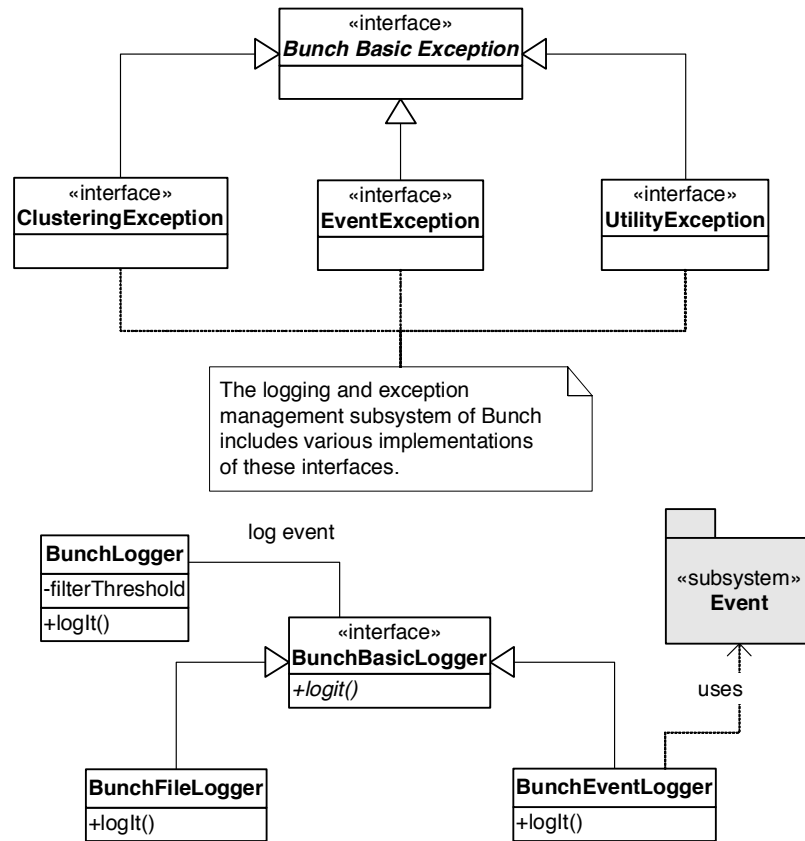 «interface»
Bunch Basic Exception
«interface»
ClusteringException
«interface»
EventException
«interface»
UtilityException
The logging and exception
management subsystem of Bunch
includes various implementations
of these interfaces.
log event
BunchLogger
-filterThreshold
+logIt()
«subsystem»
Event
«interface»
BunchBasicLogger
+logit()
uses
BunchFileLogger
+logIt()
BunchEventLogger
+logIt()